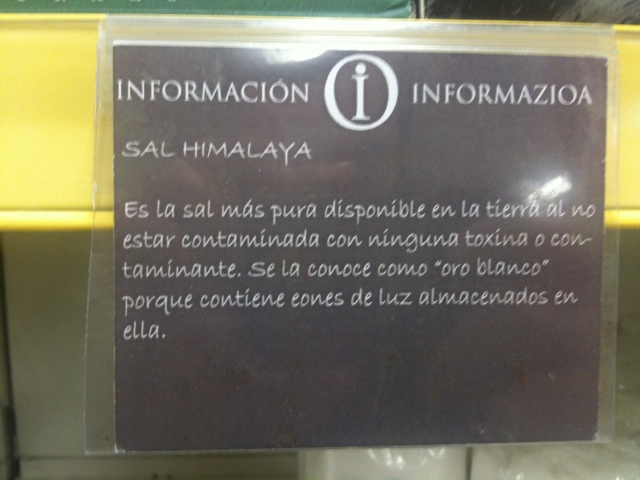 INFORMACIÓN i INFORMAZIOA
SAL HIMALAYA
Es la sal más pura disponible en la tierra al no
estar contaminada con ninguna toxina o con-
taminante. Se la conoce como "oro blanco"
porque contiene eones de luz almacenados en
ella.